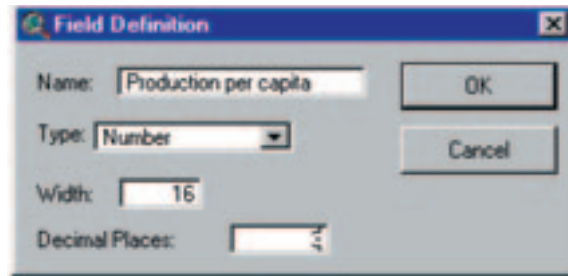 Field Definition
Name: Production per capita
OK
Type: Number
Cancel
Width: 16
Decimal Places: